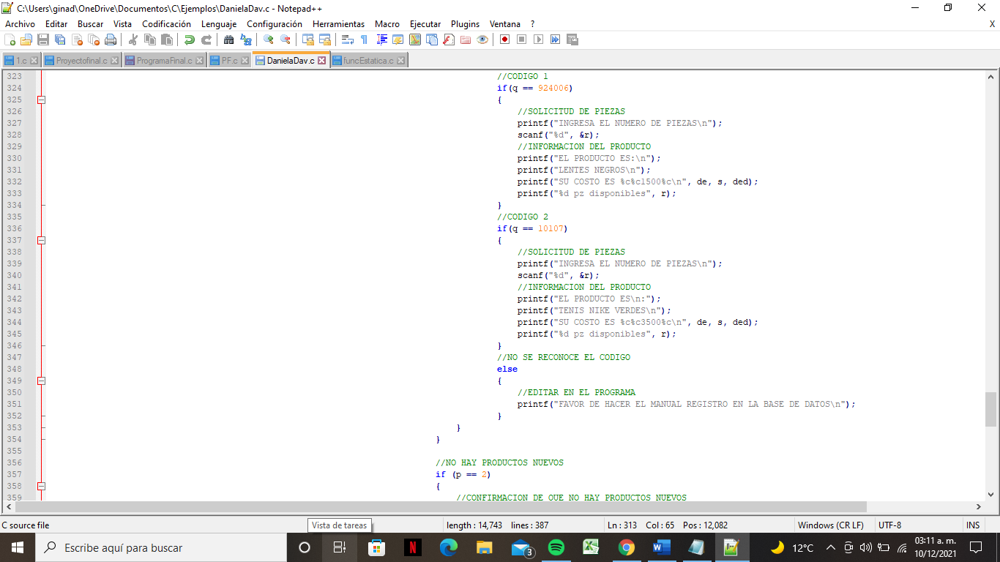 C:\Users\ginad\OneDrive\Documentos\C\Ejemplos\DanielaDav.c - Notepad++
Archivo Editar Buscar Vista Codificación Lenguaje Configuración Herramientas Macro Ejecutar Plugins Ventana ? X
1.c Proyectofinal.c ProgramaFinal.c PF.c DanielaDav.c funcEstatica.c
323 //CODIGO 1
324 if(q == 924006)
325 {
326 //SOLICITUD DE PIEZAS
327 printf("INGRESA EL NUMERO DE PIEZAS\n");
328 scanf("%d", &r);
329 //INFORMACION DEL PRODUCTO
330 printf("EL PRODUCTO ES:\n");
331 printf("LENTES NEGROS\n");
332 printf("SU COSTO ES %c%c1500%c\n", de, s, ded);
333 printf("%d pz disponibles", r);
334 }
335 //CODIGO 2
336 if(q == 10107)
337 {
338 //SOLICITUD DE PIEZAS
339 printf("INGRESA EL NUMERO DE PIEZAS\n");
340 scanf("%d", &r);
341 //INFORMACION DEL PRODUCTO
342 printf("EL PRODUCTO ES\n:");
343 printf("TENIS NIKE VERDES\n");
344 printf("SU COSTO ES %c%c3500%c\n", de, s, ded);
345 printf("%d pz disponibles", r);
346 }
347 //NO SE RECONOCE EL CODIGO
348 else
349 {
350 //EDITAR EN EL PROGRAMA
351 printf("FAVOR DE HACER EL MANUAL REGISTRO EN LA BASE DE DATOS\n");
352 }
353 }
354 }
355
356 //NO HAY PRODUCTOS NUEVOS
357 if (p == 2)
358 {
359 //CONFIRMACION DE QUE NO HAY PRODUCTOS NUEVOS
C source file length : 14,743 lines : 387 Ln : 313 Col : 65 Pos : 12,082 Windows (CR LF) UTF-8 INS
Vista de tareas
Escribe aquí para buscar
3
12°C
03:11 a. m.
10/12/2021